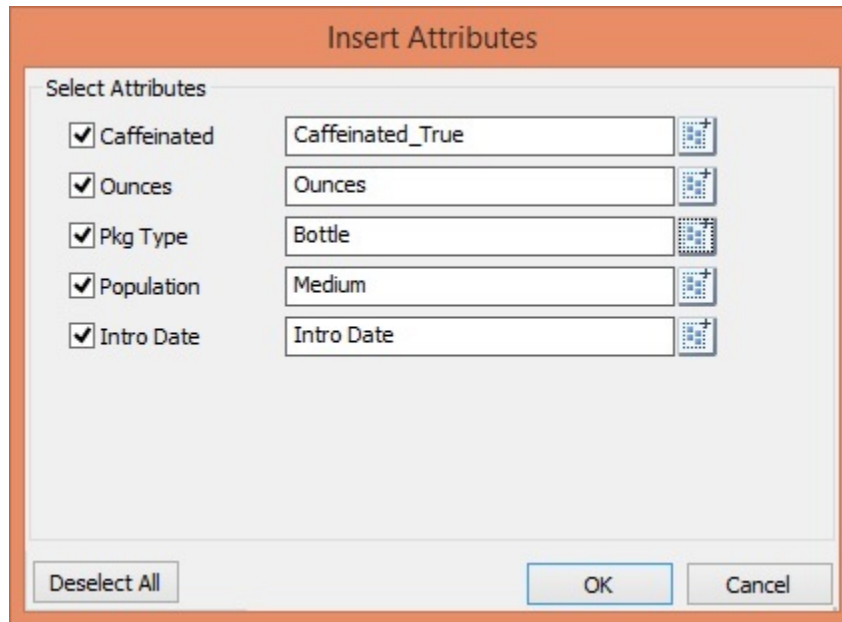 Insert Attributes
Select Attributes
Caffeinated Caffeinated_True
Ounces Ounces
Pkg Type Bottle
Population Medium
Intro Date Intro Date
Deselect All OK Cancel